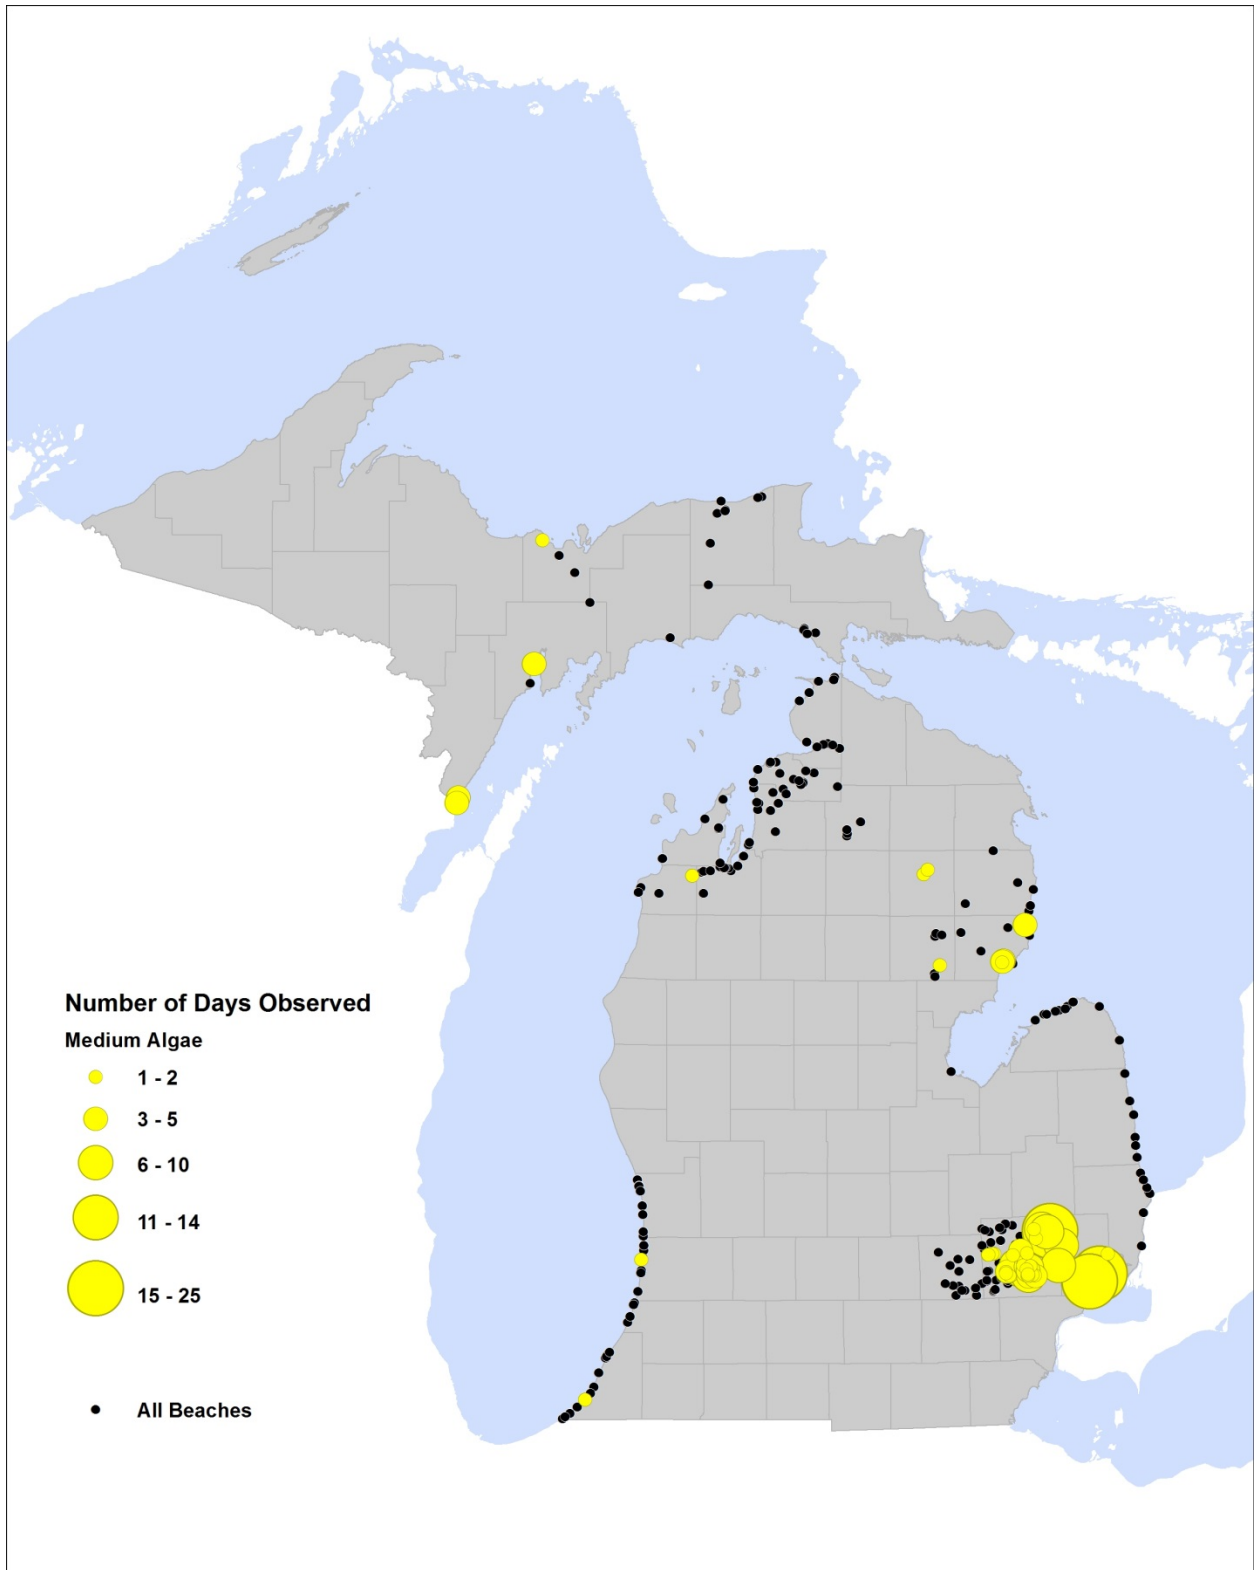 Number of Days Observed
Medium Algae
1 - 2
3 - 5
6 - 10
11 - 14
15 - 25
All Beaches